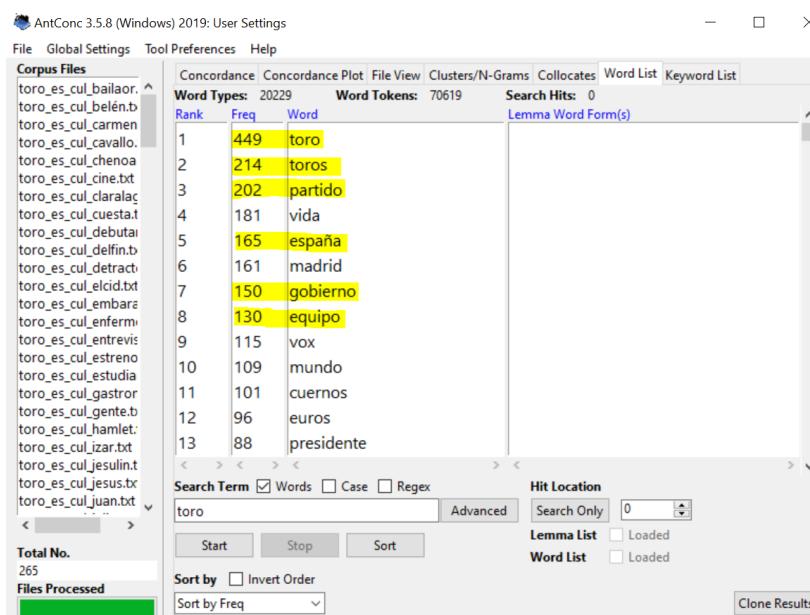 AntConc 3.5.8 (Windows) 2019: User Settings
File Global Settings Tool Preferences Help
Corpus Files
toro_es_cul_bailaor.
toro_es_cul_belén.tx
toro_es_cul_carmen
toro_es_cul_cavallo.
toro_es_cul_chenoa
toro_es_cul_cine.txt
toro_es_cul_claralag
toro_es_cul_cuesta.t
toro_es_cul_debutar
toro_es_cul_delfin.tx
toro_es_cul_detracto
toro_es_cul_elcid.txt
toro_es_cul_embara
toro_es_cul_enferme
toro_es_cul_entrevis
toro_es_cul_estreno
toro_es_cul_estudia
toro_es_cul_gastror
toro_es_cul_gente.tx
toro_es_cul_hamlet.
toro_es_cul_izar.txt
toro_es_cul_jesulin.t
toro_es_cul_jesus.tx
toro_es_cul_juan.txt
Total No.
265
Files Processed
Concordance Concordance Plot File View Clusters/N-Grams Collocates Word List Keyword List
Word Types: 20229 Word Tokens: 70619 Search Hits: 0
Rank Freq Word Lemma Word Form(s)
1 449 toro
2 214 toros
3 202 partido
4 181 vida
5 165 españa
6 161 madrid
7 150 gobierno
8 130 equipo
9 115 vox
10 109 mundo
11 101 cuernos
12 96 euros
13 88 presidente
Search Term Words Case Regex Hit Location
toro Advanced Search Only 0
Start Stop Sort Lemma List Loaded
Word List Loaded
Sort by Invert Order
Sort by Freq Clone Results